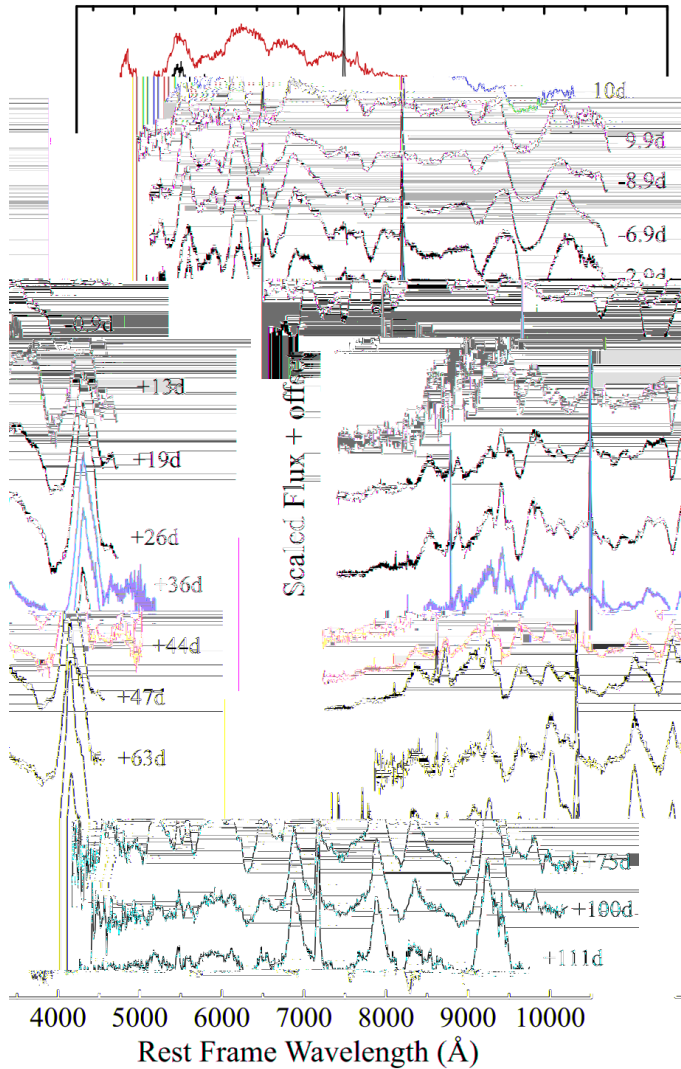 10d
-9.9d
-8.9d
-6.9d
-2.9d
-0.9d
+13d
+19d
+26d
+36d
+44d
+47d
+63d
+75d
+100d
+111d
Scaled Flux + offse
4000 5000 6000 7000 8000 9000 10000
Rest Frame Wavelength (Å)